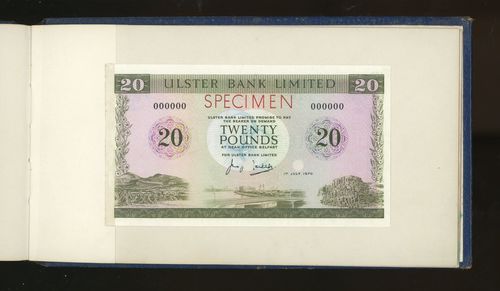 20 ULSTER BANK LIMITED 20
SPECIMEN
000000 000000
ULSTER BANK LIMITED PROMISE TO PAY
THE BEARER ON DEMAND
20 TWENTY 20
POUNDS
AT HEAD OFFICE BELFAST
FOR ULSTER BANK LIMITED
1ST JULY 1970